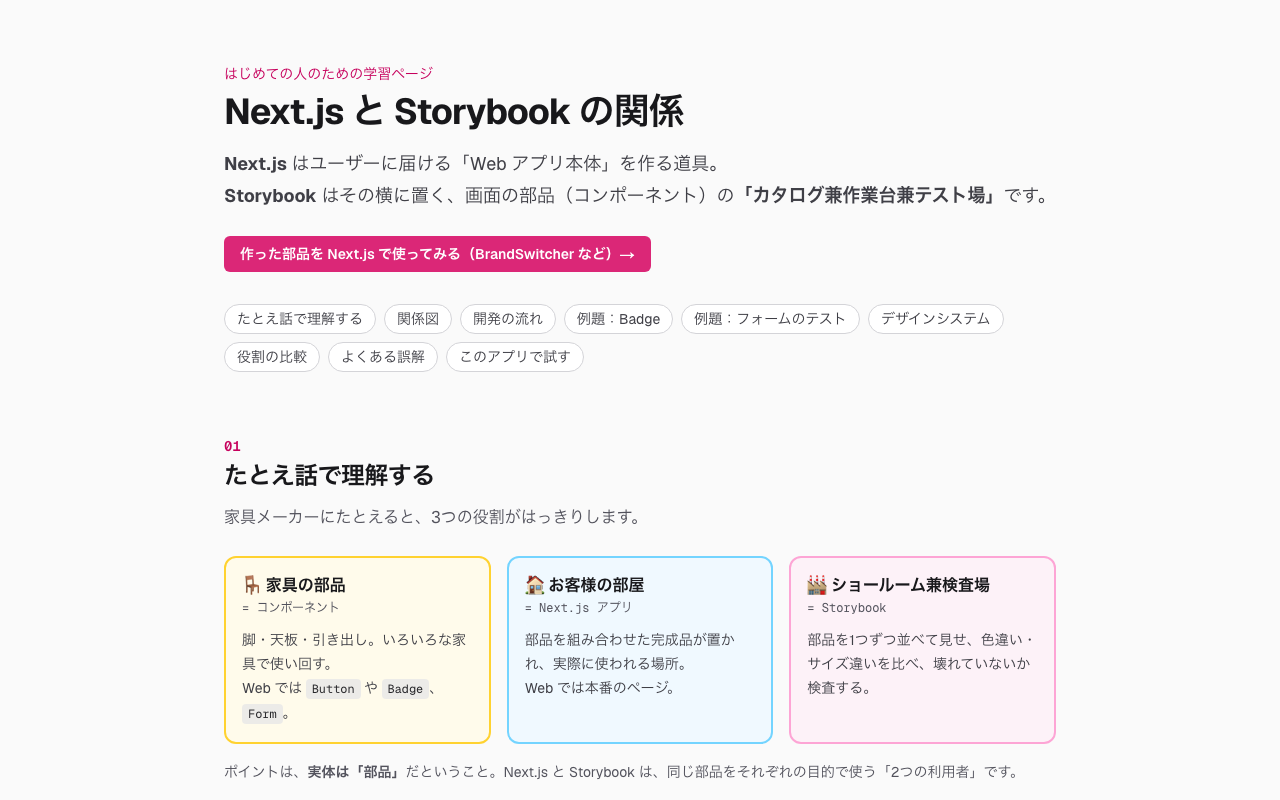 はじめての人のための学習ページ
Next.js と Storybook の関係
Next.js はユーザーに届ける「Web アプリ本体」を作る道具。
Storybook はその横に置く、画面の部品（コンポーネント）の「カタログ兼作業台兼テスト場」です。
作った部品を Next.js で使ってみる（BrandSwitcher など）→
たとえ話で理解する
関係図
開発の流れ
例題：Badge
例題：フォームのテスト
デザインシステム
役割の比較
よくある誤解
このアプリで試す
01
たとえ話で理解する
家具メーカーにたとえると、3つの役割がはっきりします。
🪑 家具の部品
= コンポーネント
脚・天板・引き出し。いろいろな家
具で使い回す。
Web では Button や Badge、
Form。
🏠 お客様の部屋
= Next.js アプリ
部品を組み合わせた完成品が置か
れ、実際に使われる場所。
Web では本番のページ。
🏭 ショールーム兼検査場
= Storybook
部品を1つずつ並べて見せ、色違い・
サイズ違いを比べ、壊れていないか
検査する。
ポイントは、実体は「部品」だということ。Next.js と Storybook は、同じ部品をそれぞれの目的で使う「2つの利用者」です。